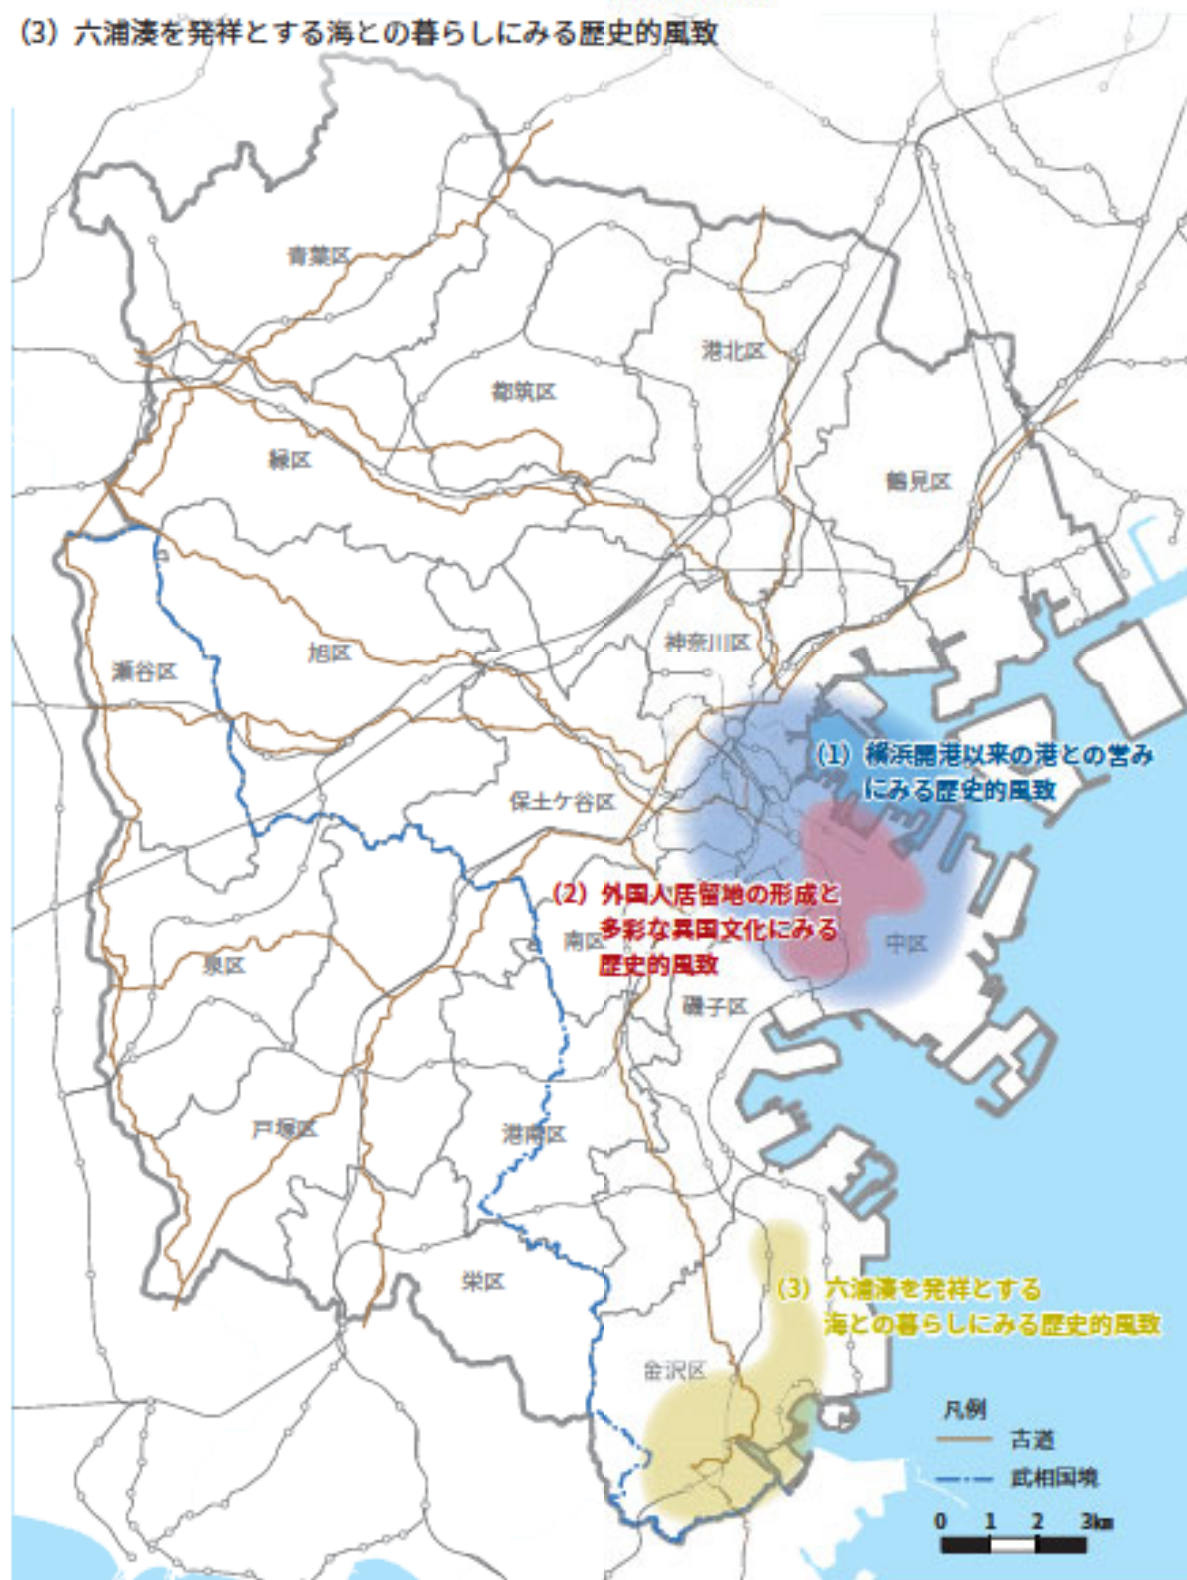 （3）六浦湊を発祥とする海との暮らしにみる歴史的風致
青葉区
港北区
都筑区
緑区
鶴見区
神奈川区
旭区
瀬谷区
（1）横浜開港以来の港との営み
にみる歴史的風致
保土ケ谷区
（2）外国人居留地の形成と
多彩な異国文化にみる
歴史的風致
南区
中区
泉区
磯子区
戸塚区
港南区
栄区
（3）六浦湊を発祥とする
海との暮らしにみる歴史的風致
金沢区
凡例
古道
武相国境
0 1 2 3km